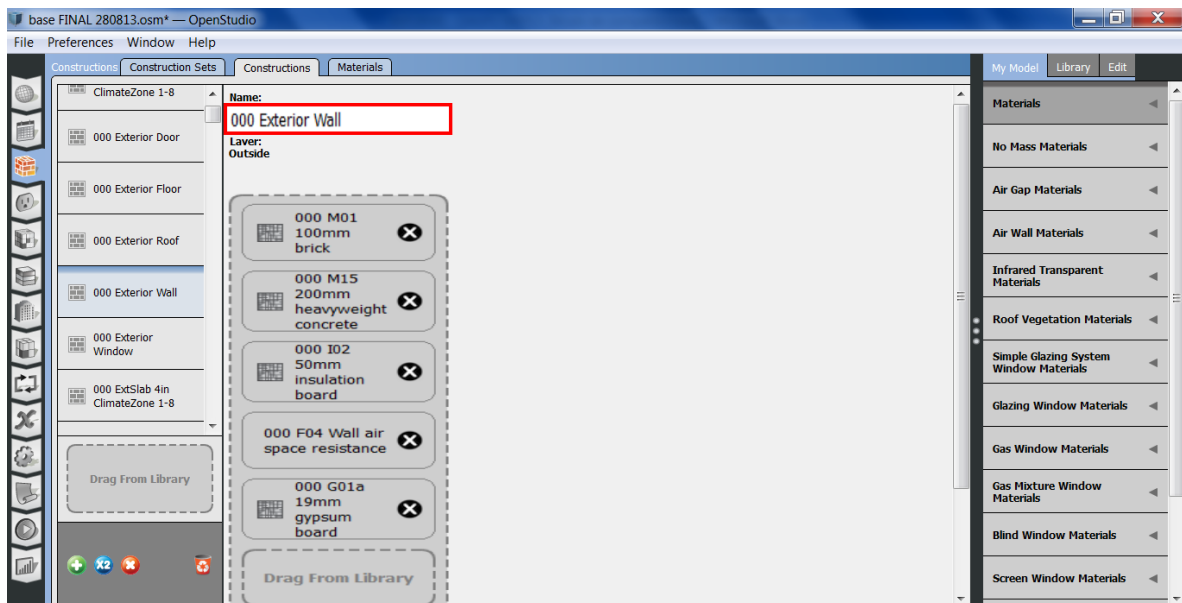 base FINAL 280813.osm* — OpenStudio
File Preferences Window Help
Constructions Construction Sets Constructions Materials
My Model Library Edit
ClimateZone 1-8
000 Exterior Door
000 Exterior Floor
000 Exterior Roof
000 Exterior Wall
000 Exterior
Window
000 ExtSlab 4in
ClimateZone 1-8
Drag From Library
X2
Name:
000 Exterior Wall
Layer:
Outside
000 M01
100mm
brick
000 M15
200mm
heavyweight
concrete
000 I02
50mm
insulation
board
000 F04 Wall air
space resistance
000 G01a
19mm
gypsum
board
Drag From Library
Materials
No Mass Materials
Air Gap Materials
Air Wall Materials
Infrared Transparent
Materials
Roof Vegetation Materials
Simple Glazing System
Window Materials
Glazing Window Materials
Gas Window Materials
Gas Mixture Window
Materials
Blind Window Materials
Screen Window Materials